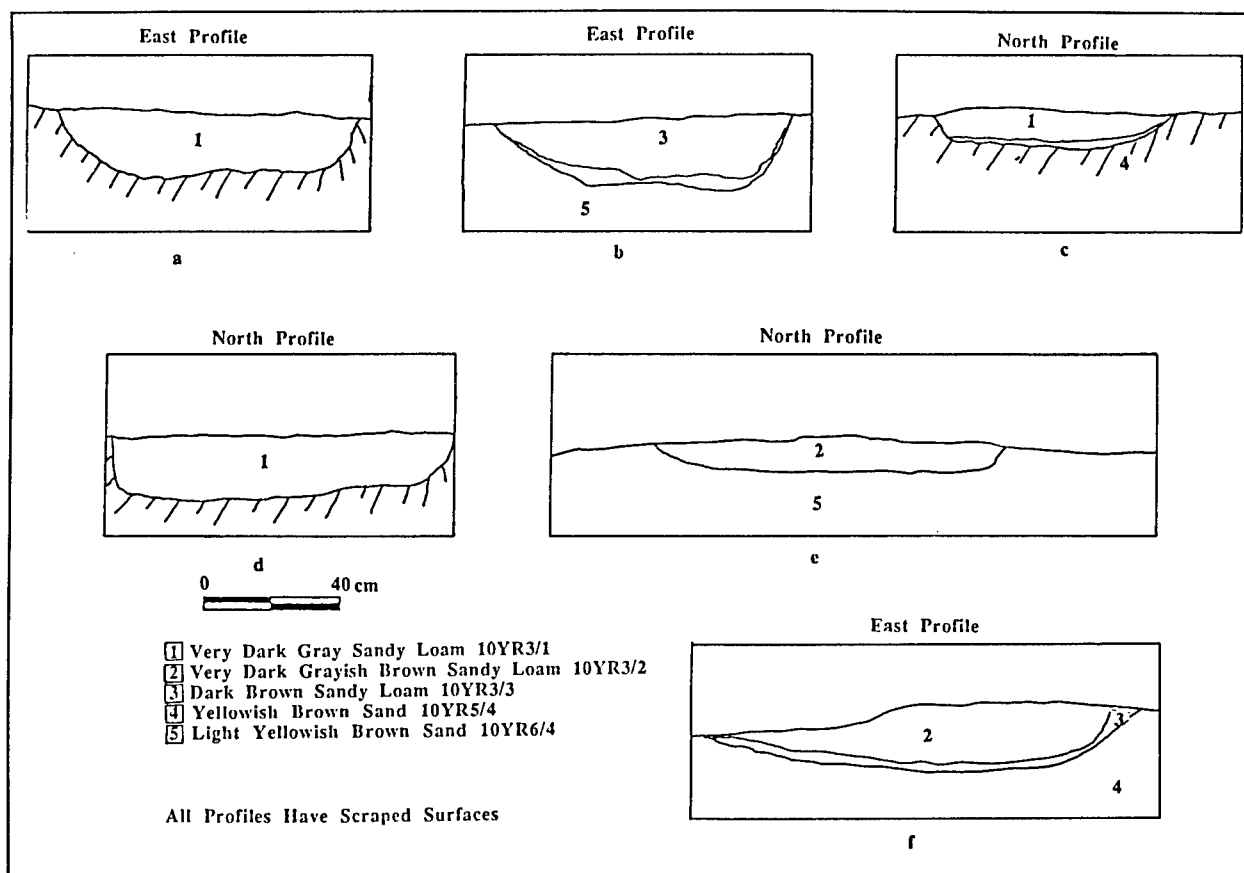 East Profile
1
a
East Profile
3
5
b
North Profile
1
4
c
North Profile
1
d
North Profile
2
5
e
0 40 cm
1 Very Dark Gray Sandy Loam 10YR3/1
2 Very Dark Grayish Brown Sandy Loam 10YR3/2
3 Dark Brown Sandy Loam 10YR3/3
4 Yellowish Brown Sand 10YR5/4
5 Light Yellowish Brown Sand 10YR6/4
All Profiles Have Scraped Surfaces
East Profile
3
2
4
f